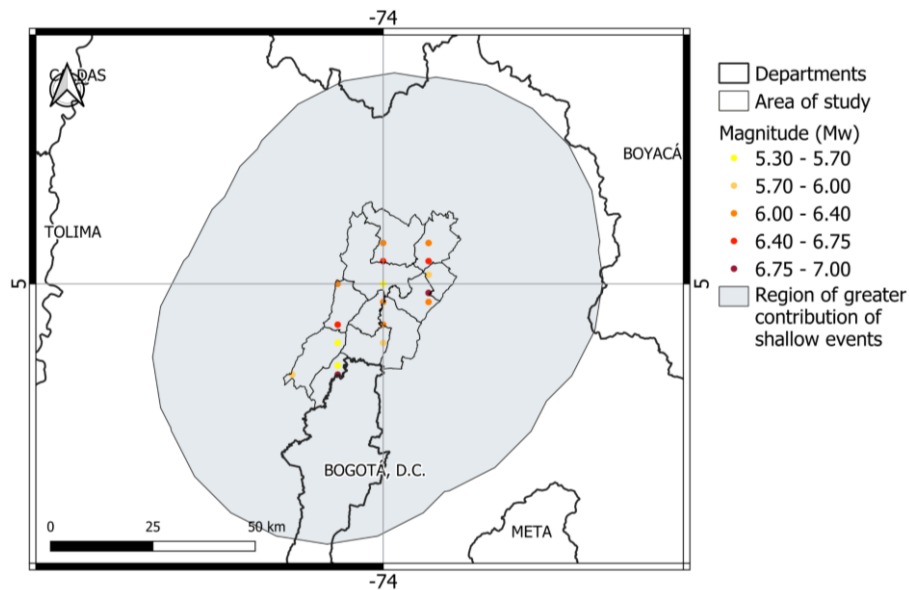 -74
Departments
Area of study
Magnitude (Mw)
5.30 - 5.70
5.70 - 6.00
6.00 - 6.40
6.40 - 6.75
6.75 - 7.00
Region of greater
contribution of
shallow events
BOYACÁ
TOLIMA
5
5
BOGOTÁ, D.C.
META
0 25 50 km
-74